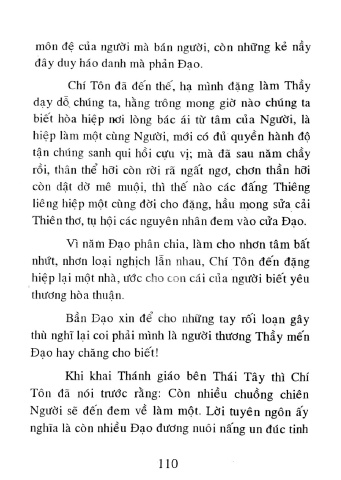 môn đệ của người mà bán người, còn những kẻ nầy
đây duy háo danh mà phản Đạo.
Chí Tôn đã đến thế, hạ mình đặng làm Thầy
dạy dỗ chúng ta, hằng trông mong giờ nào chúng ta
biết hòa hiệp nơi lòng bác ái từ tâm của Người, là
hiệp làm một cùng Người, mới có đủ quyền hành độ
tận chúng sanh qui hồi cựu vị; mà đã sau năm chầy
rồi, thân thể hỡi còn rời rã ngất ngơ, chơn thần hỡi
còn dật dờ mê muội, thì thế nào các đấng Thiêng
liêng hiệp một cùng đời cho đặng, hầu mong sửa cải
Thiên thơ, tụ hội các nguyên nhân đem vào cửa Đạo.
Vì năm Đạo phân chia, làm cho nhơn tâm bất
nhứt, nhơn loại nghịch lẫn nhau, Chí Tôn đến đặng
hiệp lại một nhà, ước cho con cái của người biết yêu
thương hòa thuận.
Bần Đạo xin để cho những tay rối loạn gây
thù nghĩ lại coi phải mình là người thương Thầy mến
Đạo hay chăng cho biết!
Khi khai Thánh giáo bên Thái Tây thì Chí
Tôn đã nói trước rằng: Còn nhiều chuồng chiên
Người sẽ đến đem về làm một. Lời tuyên ngôn ấy
nghĩa là còn nhiều Đạo đương nuôi nấng un đúc tinh
110